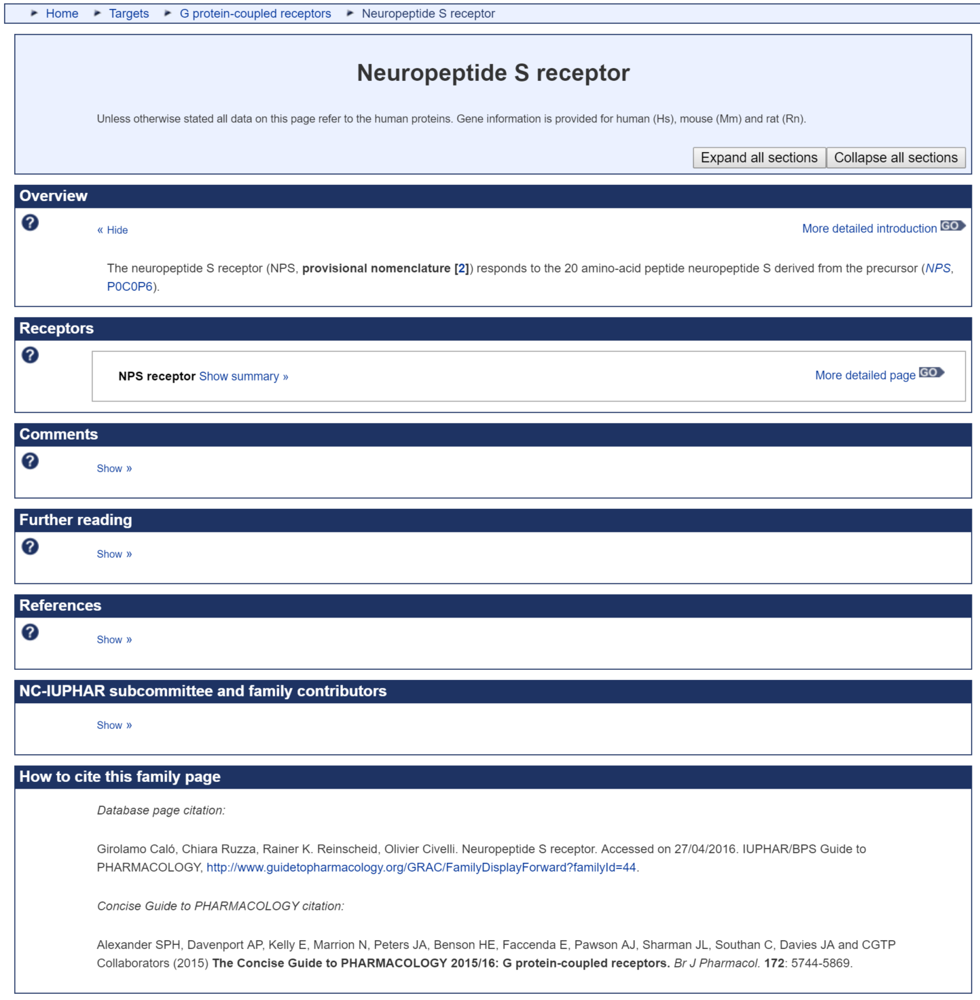 Home Targets G protein-coupled receptors Neuropeptide S receptor
Neuropeptide S receptor
Unless otherwise stated all data on this page refer to the human proteins. Gene information is provided for human (Hs), mouse (Mm) and rat (Rn).
Expand all sections Collapse all sections
Overview
? « Hide More detailed introduction GO
The neuropeptide S receptor (NPS, provisional nomenclature [2]) responds to the 20 amino-acid peptide neuropeptide S derived from the precursor (NPS,
P0C0P6).
Receptors
?
NPS receptor Show summary » More detailed page GO
Comments
?
Show »
Further reading
?
Show »
References
?
Show »
NC-IUPHAR subcommittee and family contributors
Show »
How to cite this family page
Database page citation:
Girolamo Caló, Chiara Ruzza, Rainer K. Reinscheid, Olivier Civelli. Neuropeptide S receptor. Accessed on 27/04/2016. IUPHAR/BPS Guide to
PHARMACOLOGY, http://www.guidetopharmacology.org/GRAC/FamilyDisplayForward?familyId=44.
Concise Guide to PHARMACOLOGY citation:
Alexander SPH, Davenport AP, Kelly E, Marrion N, Peters JA, Benson HE, Faccenda E, Pawson AJ, Sharman JL, Southan C, Davies JA and CGTP
Collaborators (2015) The Concise Guide to PHARMACOLOGY 2015/16: G protein-coupled receptors. Br J Pharmacol. 172: 5744-5869.